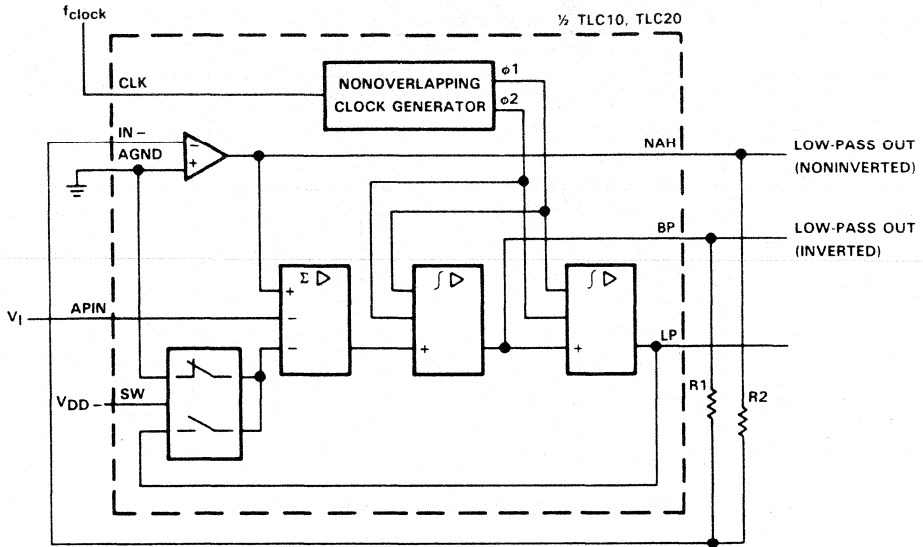 fclock
½ TLC10, TLC20
CLK
NONOVERLAPPING
CLOCK GENERATOR
φ1
φ2
IN −
AGND
−
+
NAH
LOW-PASS OUT
(NONINVERTED)
BP
LOW-PASS OUT
(INVERTED)
Σ ▷
∫ ▷
∫ ▷
+
VI
APIN
−
−
+
+
LP
VDD
SW
R1
R2